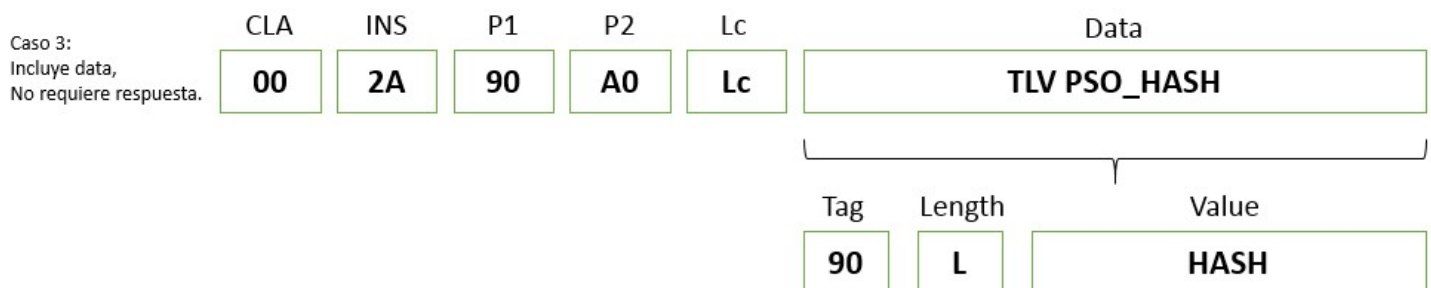 CLA INS P1 P2 Lc Data
Caso 3:
Incluye data,
No requiere respuesta.
00 2A 90 A0 Lc TLV PSO_HASH
Tag Length Value
90 L HASH